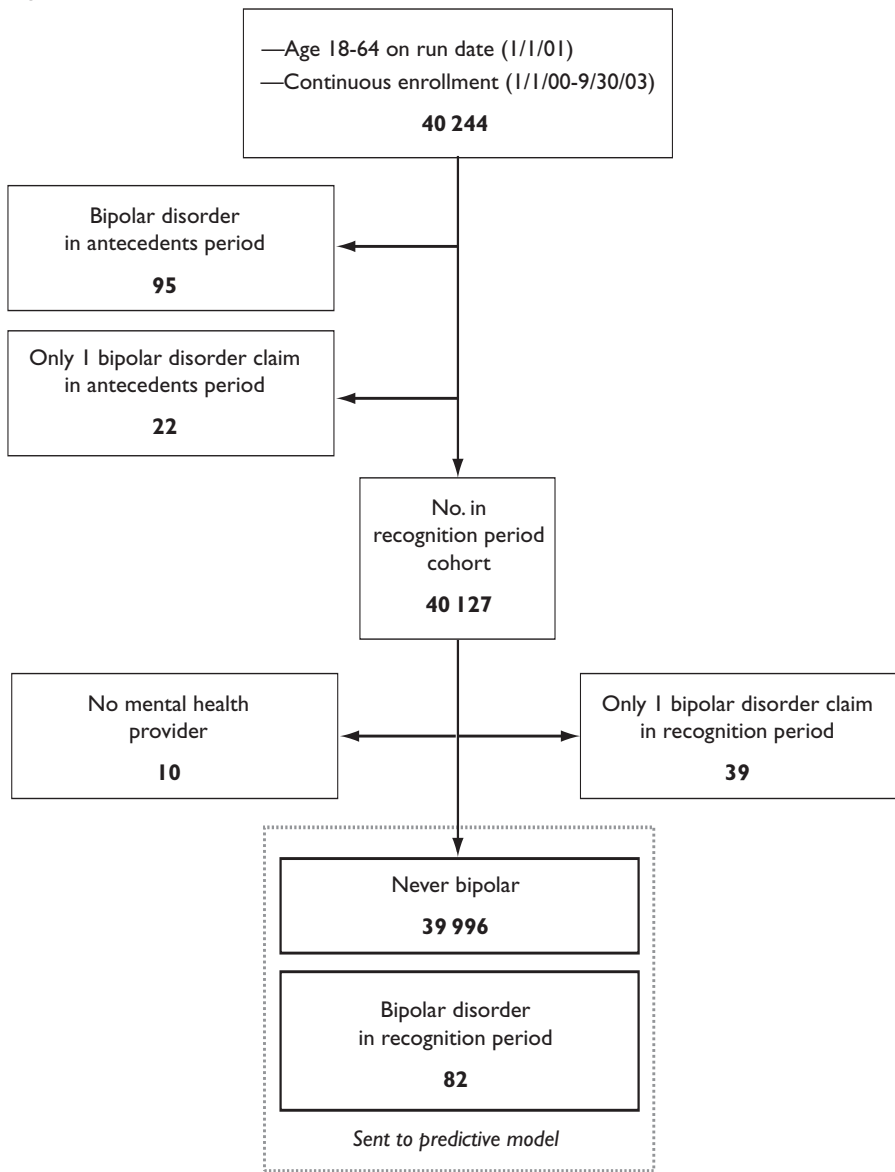 —Age 18-64 on run date (1/1/01)
—Continuous enrollment (1/1/00-9/30/03)
40 244
Bipolar disorder
in antecedents period
95
Only 1 bipolar disorder claim
in antecedents period
22
No. in
recognition period
cohort
40 127
No mental health
provider
10
Only 1 bipolar disorder claim
in recognition period
39
Never bipolar
39 996
Bipolar disorder
in recognition period
82
Sent to predictive model